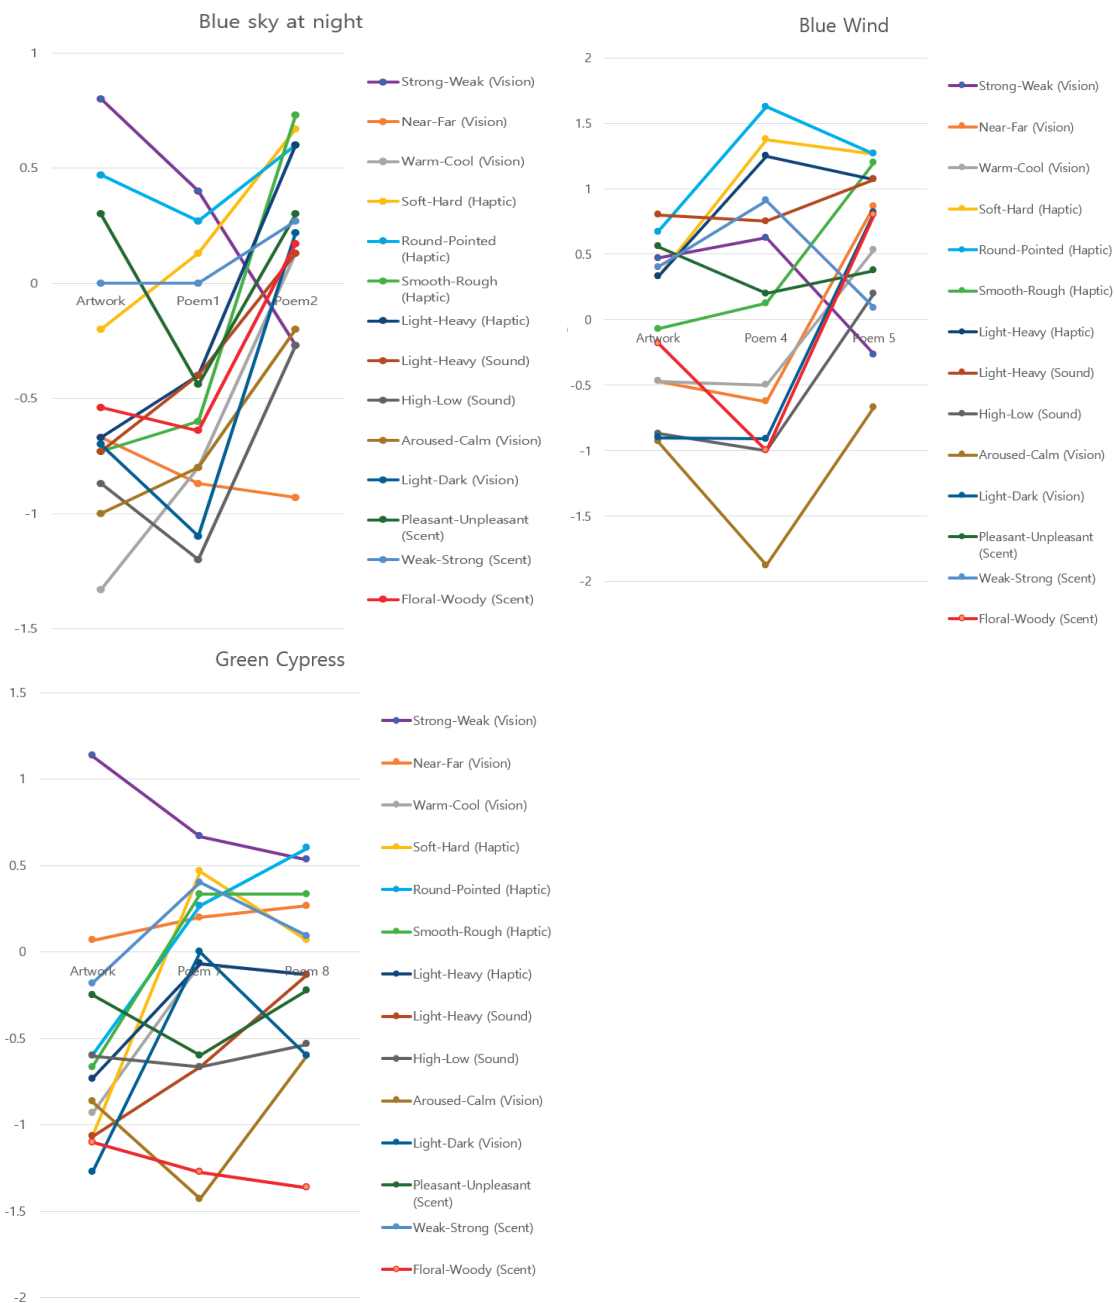 Blue sky at night
1
0.5
0
-0.5
-1
-1.5
Artwork
Poem1
Poem2
Strong-Weak (Vision)
Near-Far (Vision)
Warm-Cool (Vision)
Soft-Hard (Haptic)
Round-Pointed
(Haptic)
Smooth-Rough
(Haptic)
Light-Heavy (Haptic)
Light-Heavy (Sound)
High-Low (Sound)
Aroused-Calm (Vision)
Light-Dark (Vision)
Pleasant-Unpleasant
(Scent)
Weak-Strong (Scent)
Floral-Woody (Scent)
Blue Wind
2
1.5
1
0.5
0
-0.5
-1
-1.5
-2
Artwork
Poem 4
Poem 5
Strong-Weak (Vision)
Near-Far (Vision)
Warm-Cool (Vision)
Soft-Hard (Haptic)
Round-Pointed (Haptic)
Smooth-Rough (Haptic)
Light-Heavy (Haptic)
Light-Heavy (Sound)
High-Low (Sound)
Aroused-Calm (Vision)
Light-Dark (Vision)
Pleasant-Unpleasant
(Scent)
Weak-Strong (Scent)
Floral-Woody (Scent)
Green Cypress
1.5
1
0.5
0
-0.5
-1
-1.5
-2
Artwork
Poem 7
Poem 8
Strong-Weak (Vision)
Near-Far (Vision)
Warm-Cool (Vision)
Soft-Hard (Haptic)
Round-Pointed (Haptic)
Smooth-Rough (Haptic)
Light-Heavy (Haptic)
Light-Heavy (Sound)
High-Low (Sound)
Aroused-Calm (Vision)
Light-Dark (Vision)
Pleasant-Unpleasant
(Scent)
Weak-Strong (Scent)
Floral-Woody (Scent)